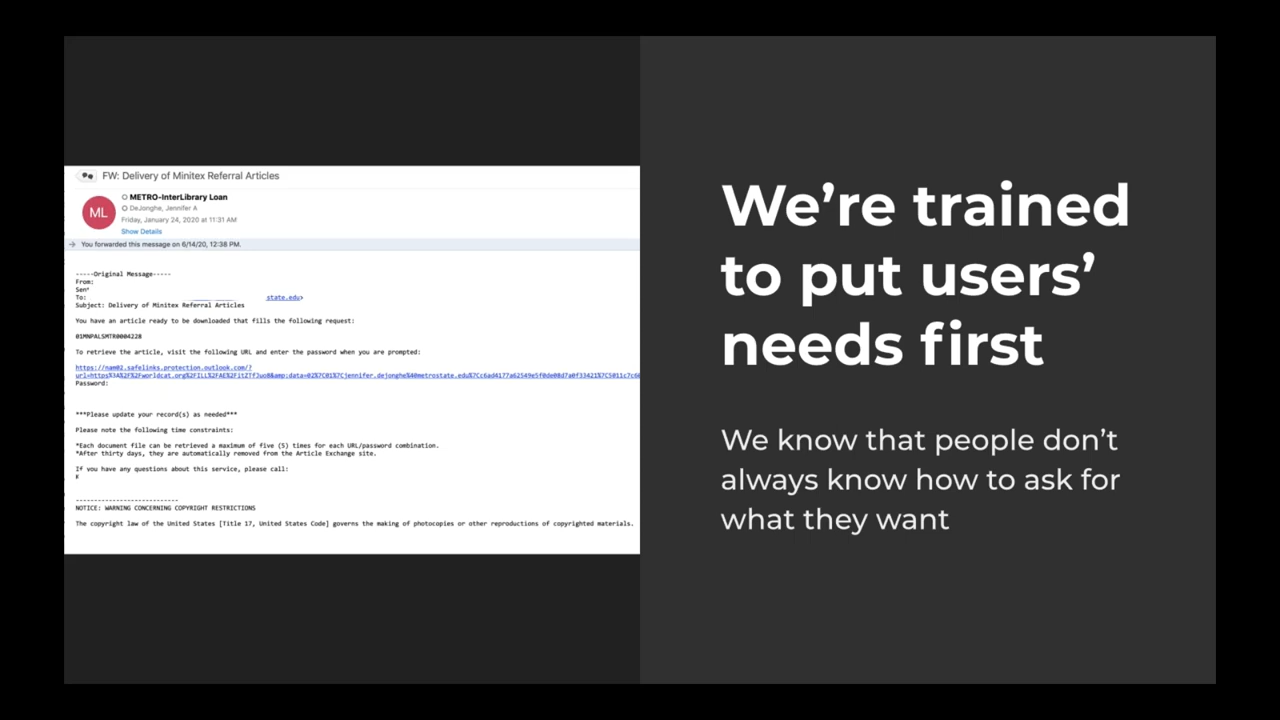 FW: Delivery of Minitex Referral Articles
ML
METRO-InterLibrary Loan
DeJonghe, Jennifer A
Friday, January 24, 2020 at 11:31 AM
Show Details
You forwarded this message on 6/14/20, 12:38 PM.
-----Original Message-----
From:
Sen
To: state.edu>
Subject: Delivery of Minitex Referral Articles
You have an article ready to be downloaded that fills the following request:
01MNPALSMTR0004228
To retrieve the article, visit the following URL and enter the password when you are prompted:
https://nam02.safelinks.protection.outlook.com/?
Password:
***Please update your record(s) as needed***
Please note the following time constraints:
*Each document file can be retrieved a maximum of five (5) times for each URL/password combination.
*After thirty days, they are automatically removed from the Article Exchange site.
If you have any questions about this service, please call:
---------------------------
NOTICE: WARNING CONCERNING COPYRIGHT RESTRICTIONS
The copyright law of the United States [Title 17, United States Code] governs the making of photocopies or other reproductions of copyrighted materials.
We're trained
to put users'
needs first
We know that people don't
always know how to ask for
what they want